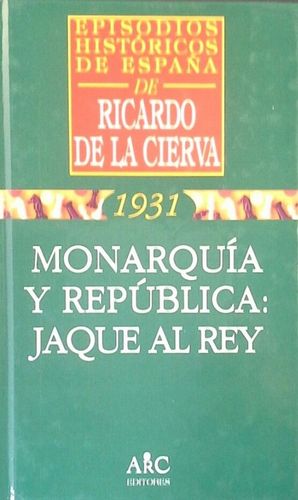 EPISODIOS
HISTÓRICOS
DE ESPAÑA
DE
RICARDO
DE LA CIERVA
1931
MONARQUÍA
Y REPÚBLICA:
JAQUE AL REY
ARC
EDITORES